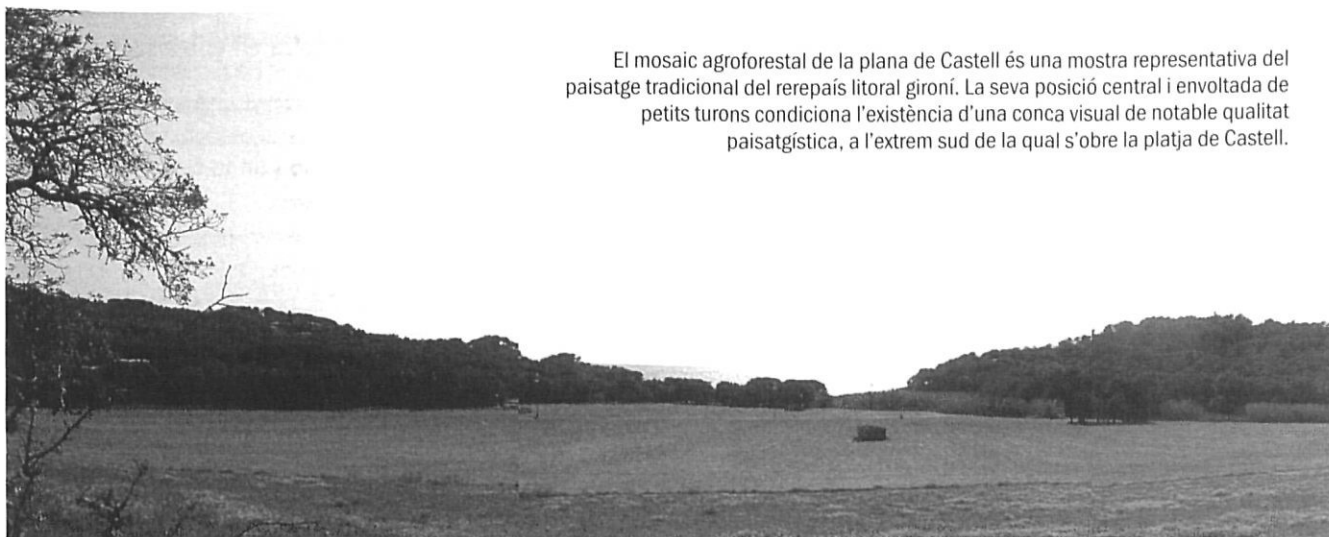 El mosaic agroforestal de la plana de Castell és una mostra representativa del
paisatge tradicional del rerepaís litoral gironí. La seva posició central i envoltada de
petits turons condiciona l'existència d'una conca visual de notable qualitat
paisatgística, a l'extrem sud de la qual s'obre la platja de Castell.